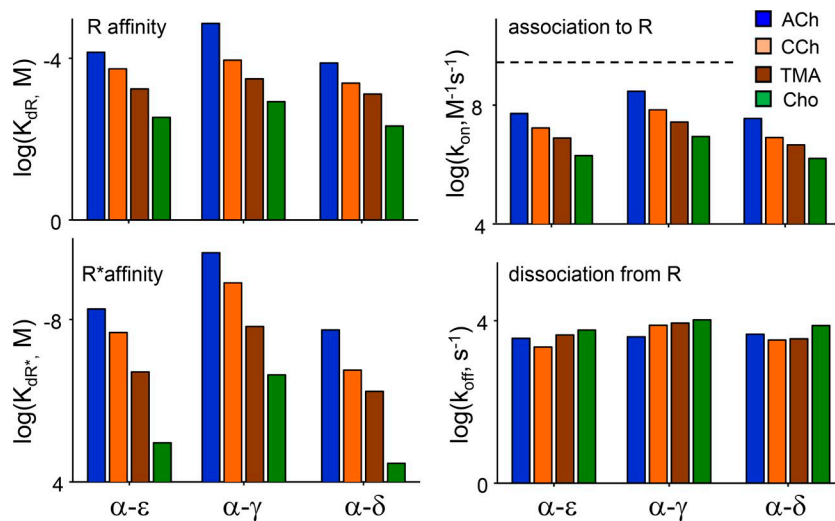 R affinity
-4
log(KdR, M)
0
association to R
8
log(kon,M-1s-1)
4
ACh
CCh
TMA
Cho
R*affinity
-8
log(KdR*, M)
4
α-ε
α-γ
α-δ
dissociation from R
4
log(koff, s-1)
0
α-ε
α-γ
α-δ